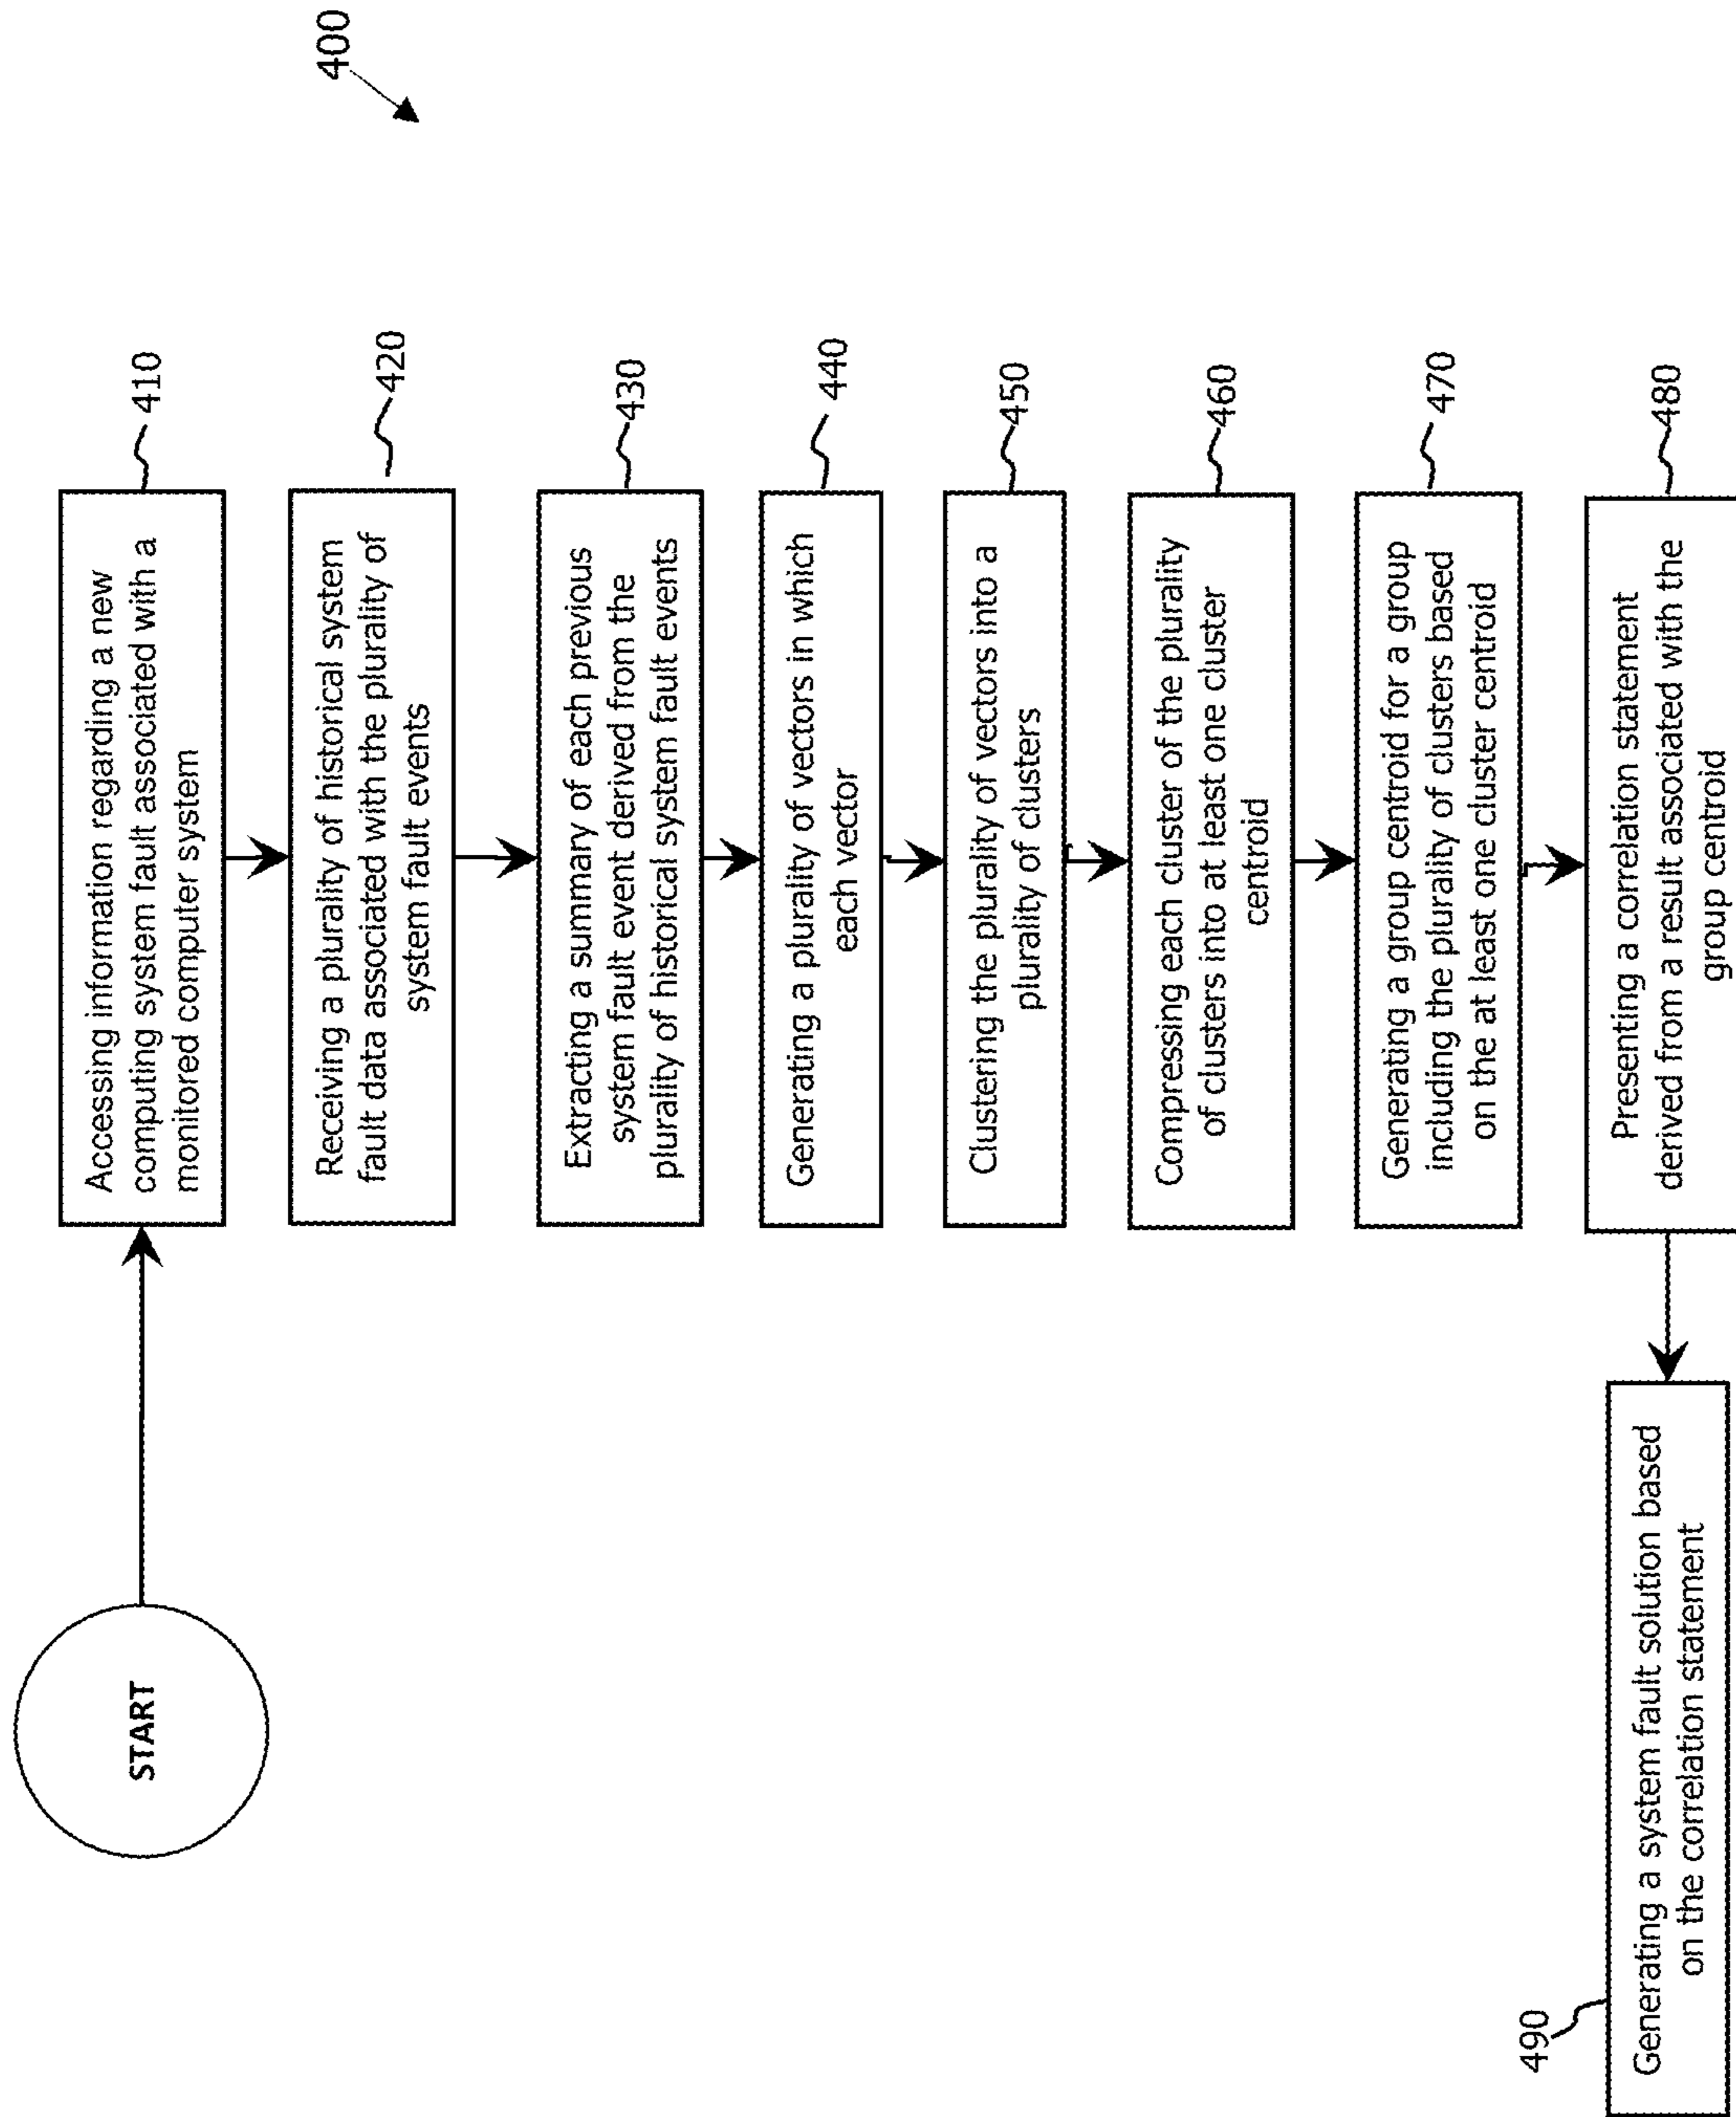 400
START
Accessing information regarding a new
computing system fault associated with a
monitored computer system
410
Receiving a plurality of historical system
fault data associated with the plurality of
system fault events
420
Extracting a summary of each previous
system fault event derived from the
plurality of historical system fault events
430
Generating a plurality of vectors in which
each vector
440
Clustering the plurality of vectors into a
plurality of clusters
450
Compressing each cluster of the plurality
of clusters into at least one cluster
centroid
460
Generating a group centroid for a group
including the plurality of clusters based
on the at least one cluster centroid
470
Presenting a correlation statement
derived from a result associated with the
group centroid
480
490
Generating a system fault solution based
on the correlation statement